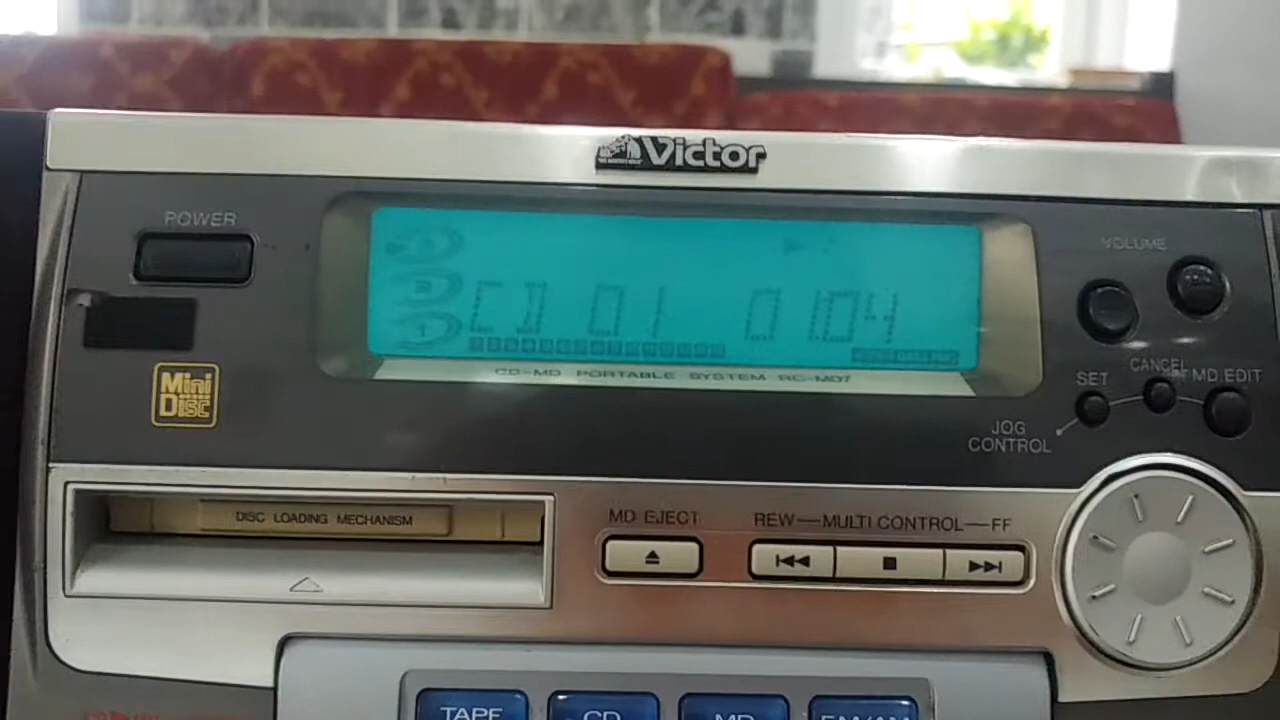 Victor
POWER
VOLUME
CD 01 0:04
CD-MD PORTABLE SYSTEM RC-MD7
Mini
Disc
SET
CANCEL
MD EDIT
JOG
CONTROL
DISC LOADING MECHANISM
MD EJECT
REW—MULTI CONTROL—FF
TAPE
CD
MD
FM/AM